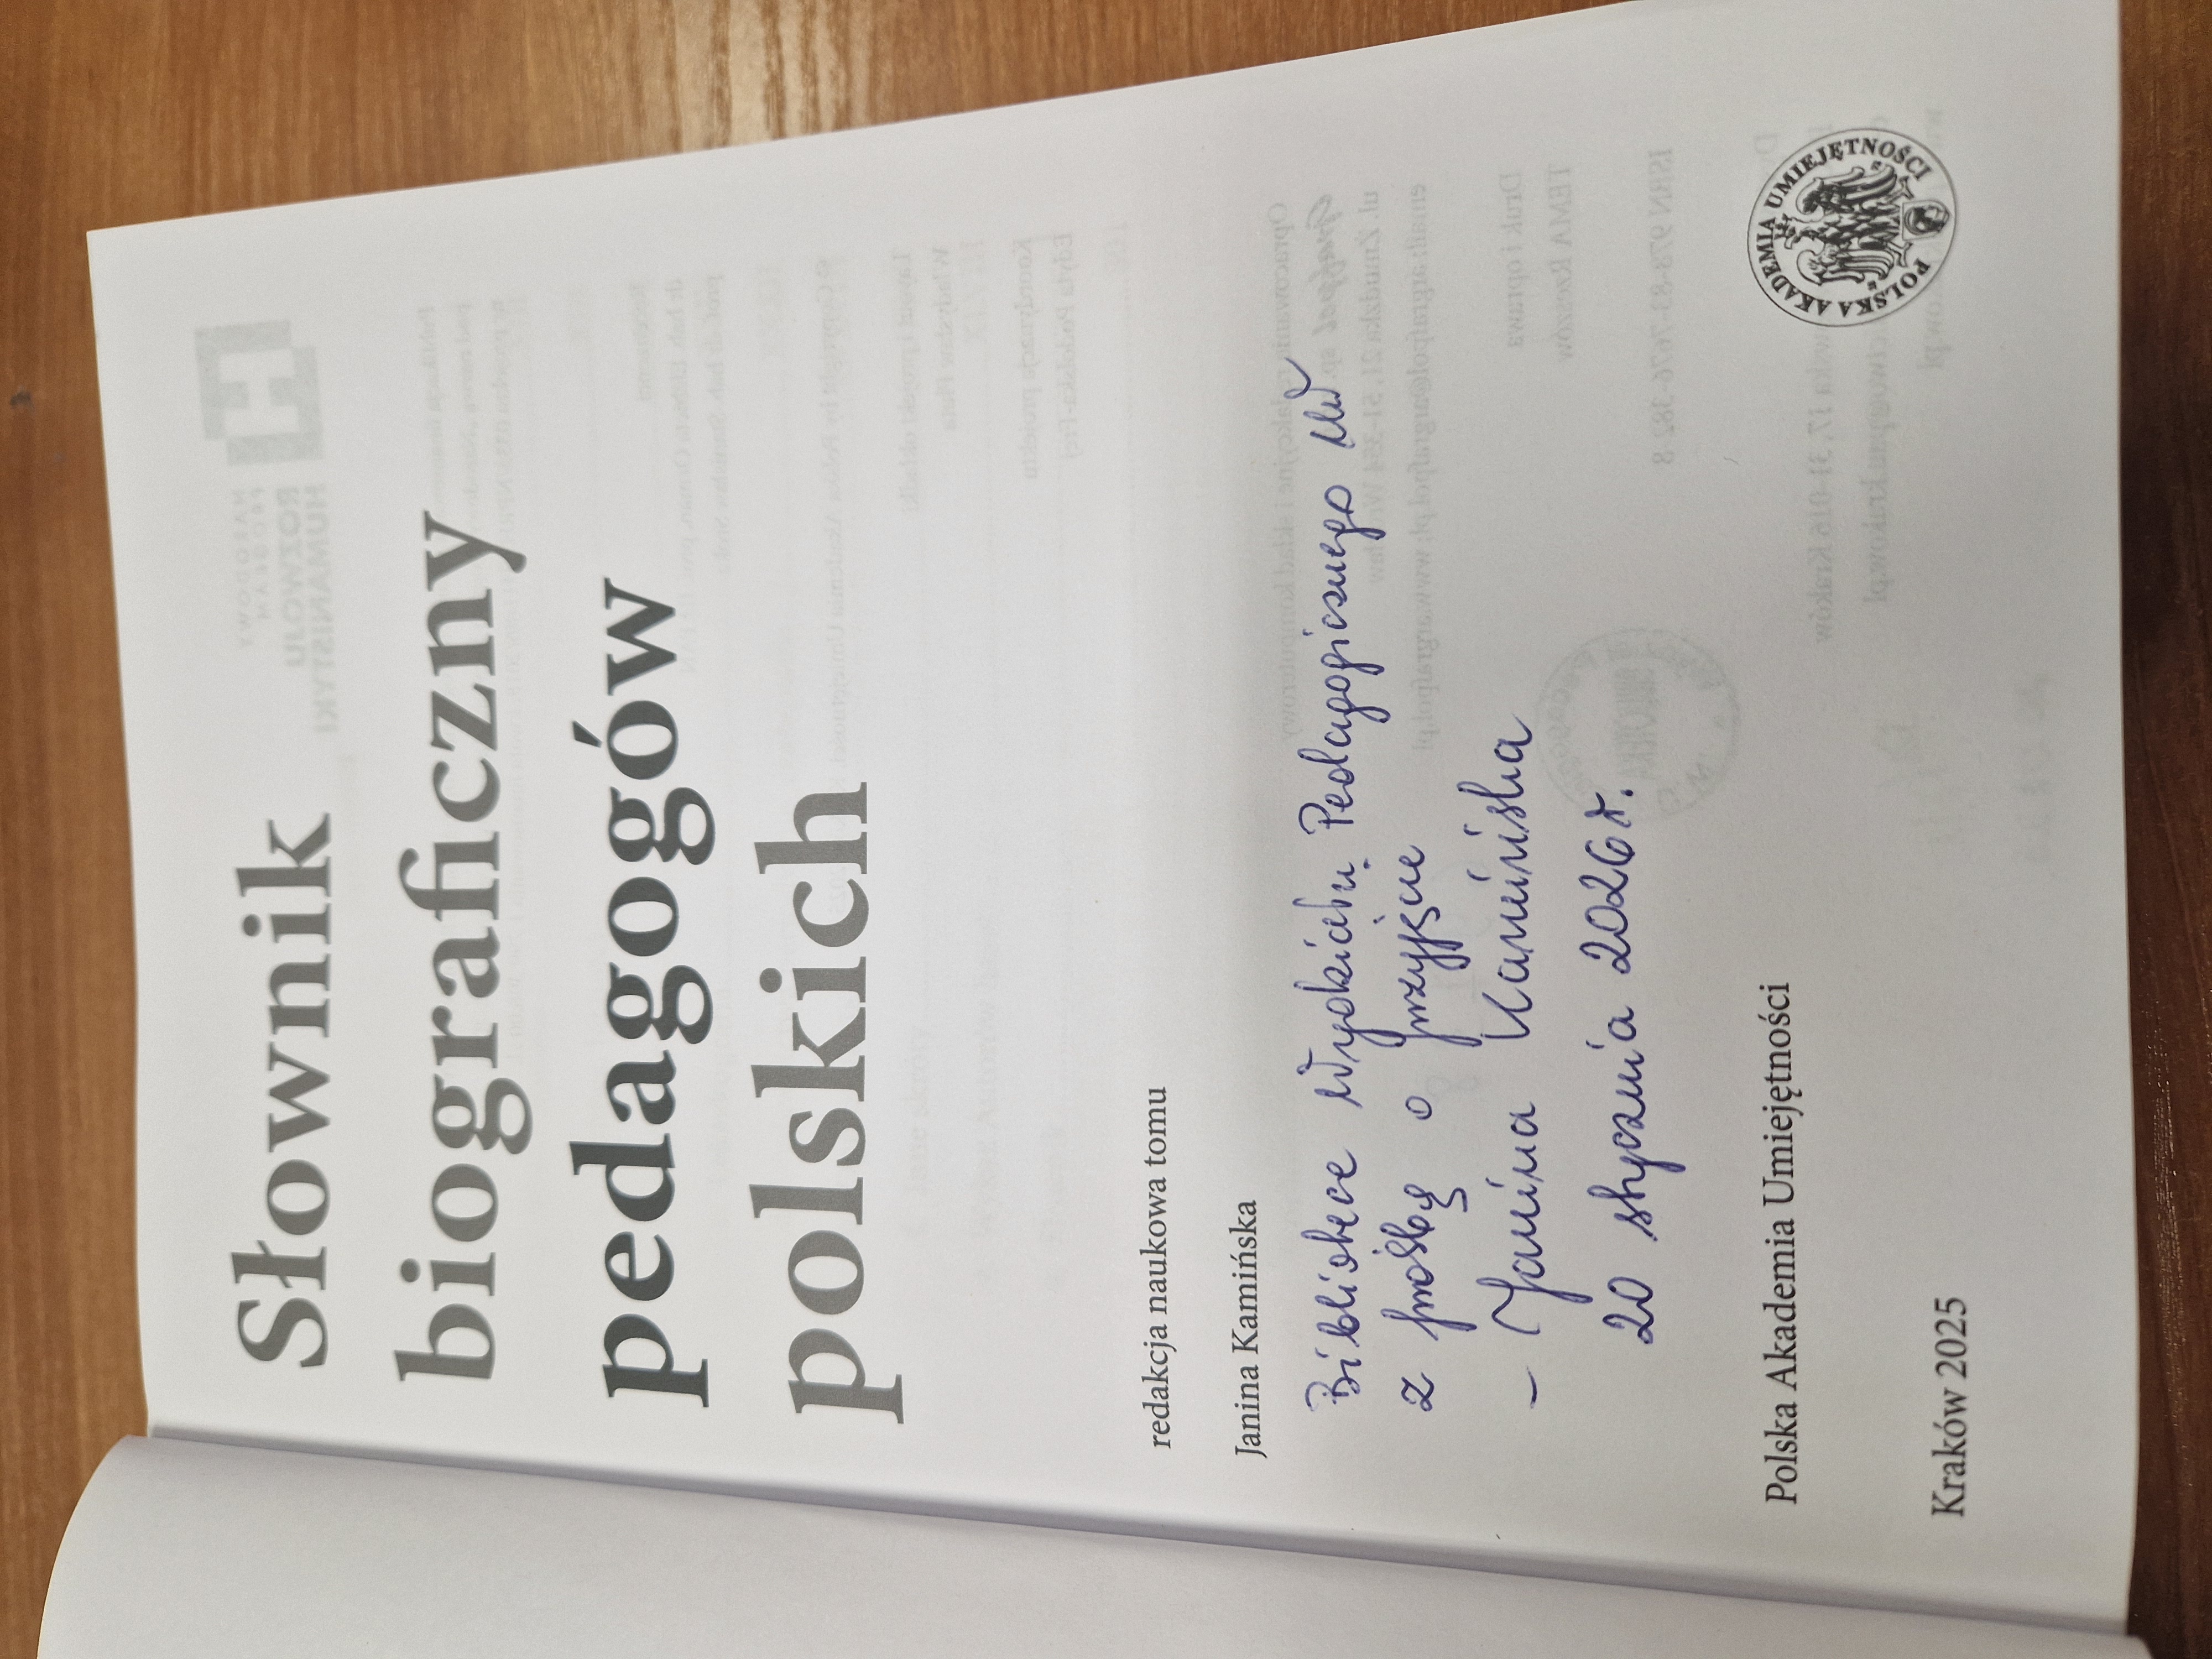 Słownik
biograficzny
pedagogów
polskich
redakcja naukowa tomu
Janina Kamińska
Bibliotece Wydziału Pedagogicznego UW
z prośbą o przyjęcie
– Janina Kamińska
20 stycznia 2026 r.
Polska Akademia Umiejętności
Kraków 2025
POLSKA AKADEMIA UMIEJĘTNOŚCI